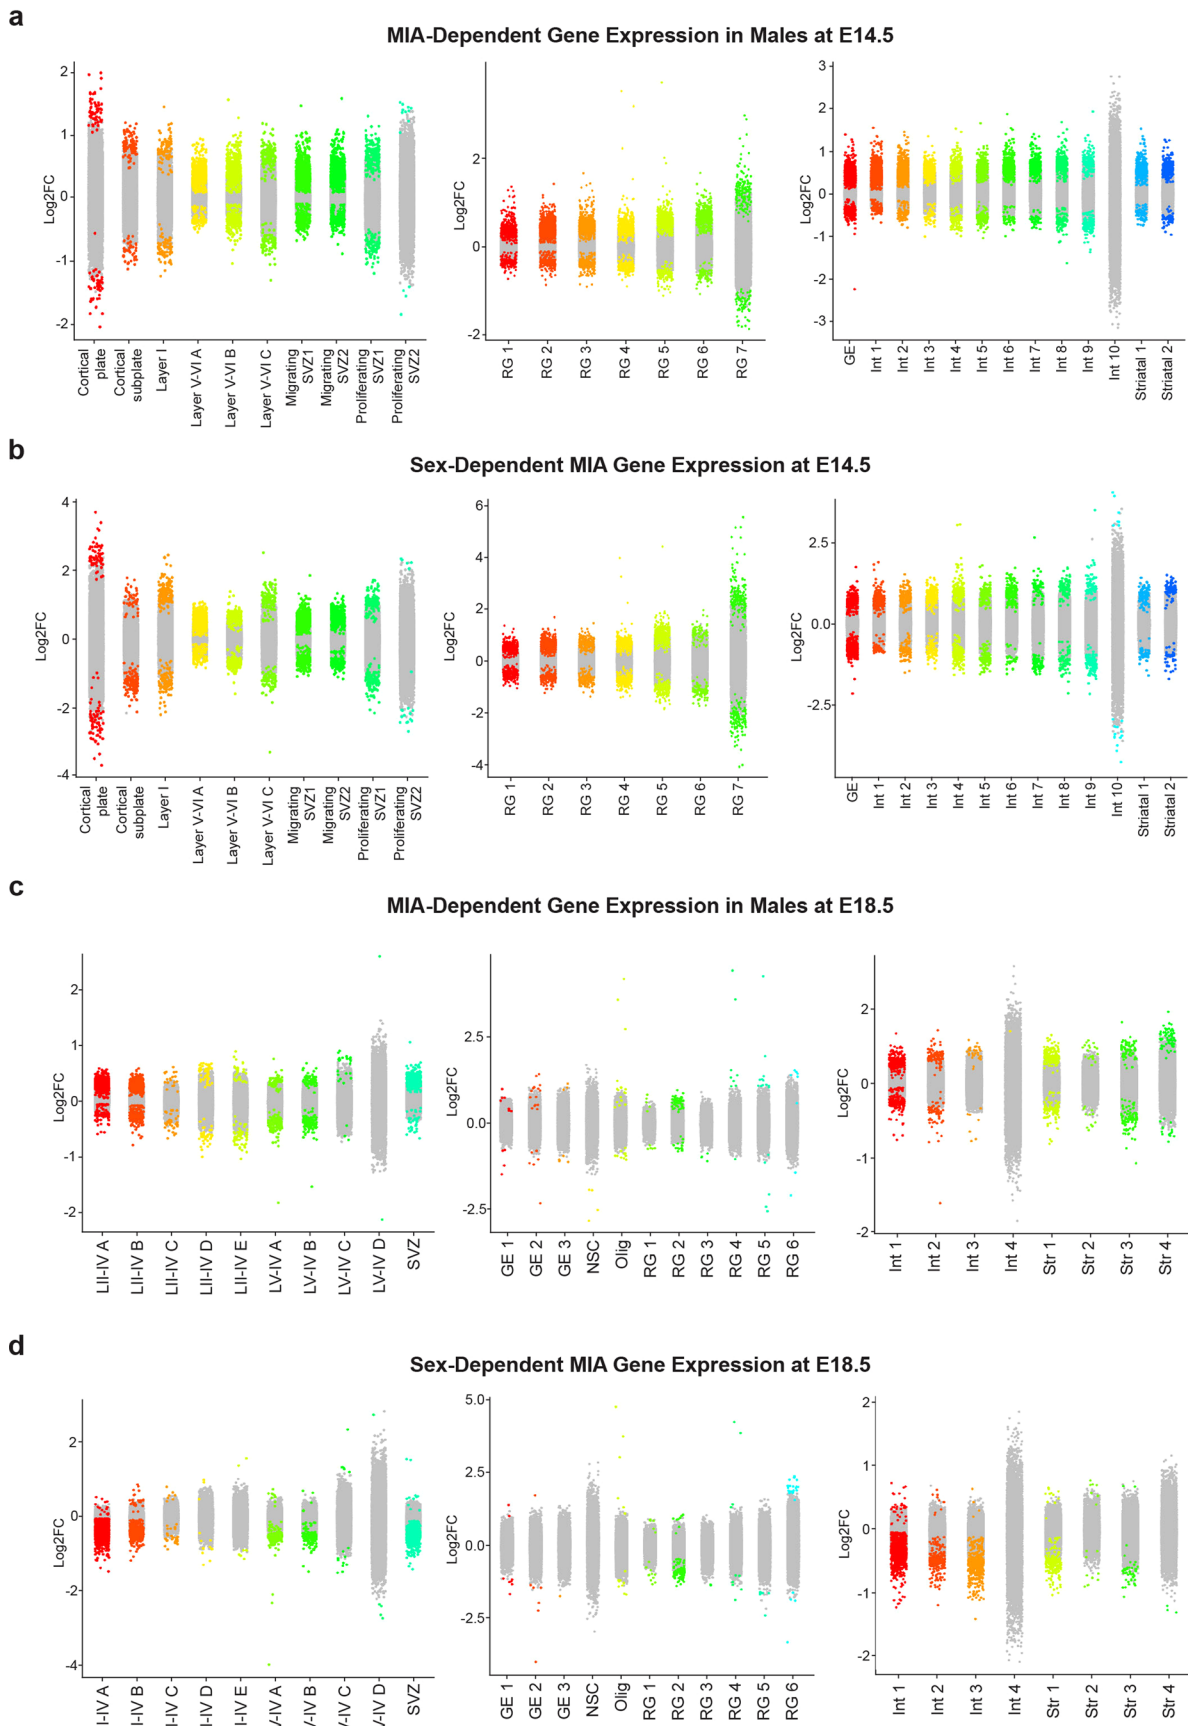 a
MIA-Dependent Gene Expression in Males at E14.5
Log2FC
2
1
0
-1
-2
Cortical plate
Cortical subplate
Layer I
Layer V-VI A
Layer V-VI B
Layer V-VI C
Migrating SVZ1
Migrating SVZ2
Proliferating SVZ1
Proliferating SVZ2
Log2FC
2
0
-2
RG 1
RG 2
RG 3
RG 4
RG 5
RG 6
RG 7
Log2FC
3
2
1
0
-1
-2
-3
GE
Int 1
Int 2
Int 3
Int 4
Int 5
Int 6
Int 7
Int 8
Int 9
Int 10
Striatal 1
Striatal 2
b
Sex-Dependent MIA Gene Expression at E14.5
Log2FC
4
2
0
-2
-4
Cortical plate
Cortical subplate
Layer I
Layer V-VI A
Layer V-VI B
Layer V-VI C
Migrating SVZ1
Migrating SVZ2
Proliferating SVZ1
Proliferating SVZ2
Log2FC
6
4
2
0
-2
-4
RG 1
RG 2
RG 3
RG 4
RG 5
RG 6
RG 7
Log2FC
2.5
0.0
-2.5
GE
Int 1
Int 2
Int 3
Int 4
Int 5
Int 6
Int 7
Int 8
Int 9
Int 10
Striatal 1
Striatal 2
c
MIA-Dependent Gene Expression in Males at E18.5
Log2FC
2
1
0
-1
-2
LII-IV A
LII-IV B
LII-IV C
LII-IV D
LII-IV E
LV-IV A
LV-IV B
LV-IV C
LV-IV D
SVZ
Log2FC
2.5
0.0
-2.5
GE 1
GE 2
GE 3
NSC
Olig
RG 1
RG 2
RG 3
RG 4
RG 5
RG 6
Log2FC
2
0
-1
-2
Int 1
Int 2
Int 3
Int 4
Str 1
Str 2
Str 3
Str 4
d
Sex-Dependent MIA Gene Expression at E18.5
Log2FC
2
0
-2
-4
I-IV A
I-IV B
I-IV C
I-IV D
I-IV E
V-IV A
V-IV B
V-IV C
V-IV D
SVZ
Log2FC
5.0
2.5
0.0
-2.5
GE 1
GE 2
GE 3
NSC
Olig
RG 1
RG 2
RG 3
RG 4
RG 5
RG 6
Log2FC
2
1
0
-1
-2
Int 1
Int 2
Int 3
Int 4
Str 1
Str 2
Str 3
Str 4